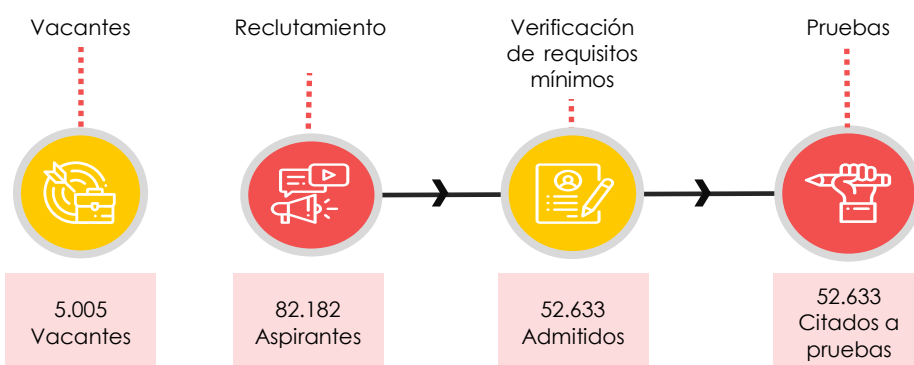 Vacantes
Reclutamiento
Verificación
de requisitos
mínimos
Pruebas
5.005
Vacantes
82.182
Aspirantes
52.633
Admitidos
52.633
Citados a
pruebas